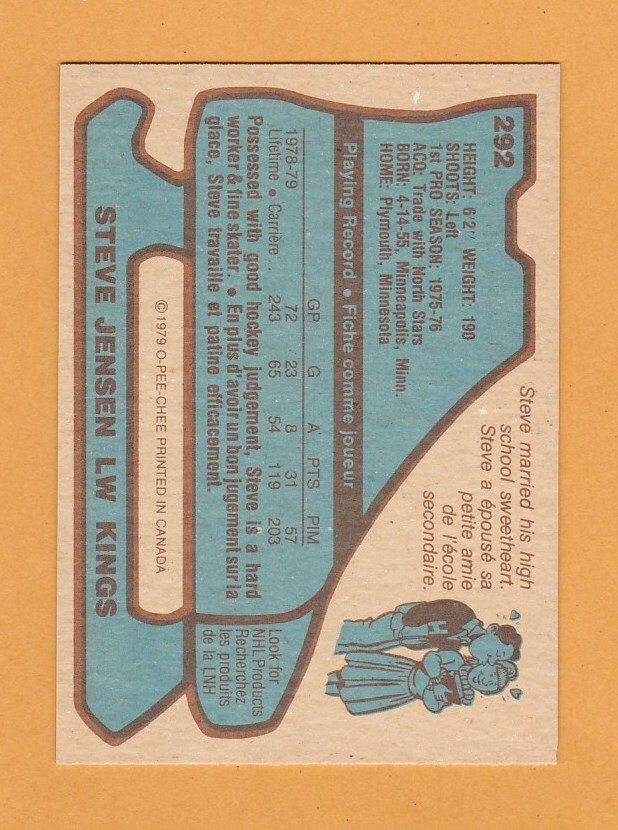 292
HEIGHT: 6'2" WEIGHT: 190
SHOOTS: Left
1st PRO SEASON: 1975-76
ACQ: Trade with North Stars
BORN: 4-14-55, Minneapolis, Minn.
HOME: Plymouth, Minnesota
Steve married his high
school sweetheart.
Steve a épousé sa
petite amie
de l'école
secondaire.
H
Playing Record • Fiche comme joueur
GP G A PTS PIM
1978-79 72 23 8 31 57
Lifetime • Carrière . 243 65 54 119 203
Possessed with good hockey judgement, Steve is a hard
worker & fine skater. • En plus d'avoir un bon jugement sur la
glace, Steve travaille et patine efficacement.
Look for
NHL Products
Recherchez
les produits
de la LNH
©1979 O-PEE-CHEE PRINTED IN CANADA
STEVE JENSEN LW KINGS